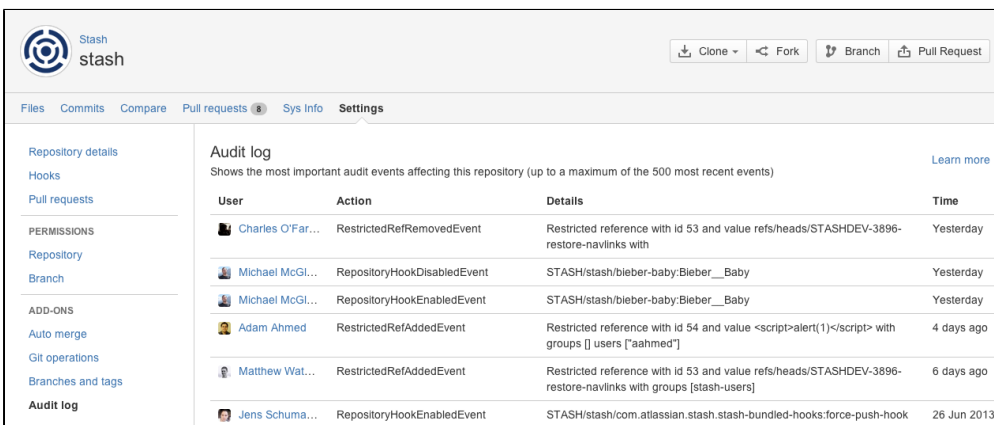 Stash
stash
Clone
Fork
Branch
Pull Request
Files Commits Compare Pull requests 8 Sys Info Settings
Repository details
Hooks
Pull requests
PERMISSIONS
Repository
Branch
ADD-ONS
Auto merge
Git operations
Branches and tags
Audit log
Audit log
Learn more
Shows the most important audit events affecting this repository (up to a maximum of the 500 most recent events)
User Action Details Time
Charles O'Far... RestrictedRefRemovedEvent Restricted reference with id 53 and value refs/heads/STASHDEV-3896- Yesterday
restore-navlinks with
Michael McGl... RepositoryHookDisabledEvent STASH/stash/bieber-baby:Bieber__Baby Yesterday
Michael McGl... RepositoryHookEnabledEvent STASH/stash/bieber-baby:Bieber__Baby Yesterday
Adam Ahmed RestrictedRefAddedEvent Restricted reference with id 54 and value <script>alert(1)</script> with 4 days ago
groups [] users ["aahmed"]
Matthew Wat... RestrictedRefAddedEvent Restricted reference with id 53 and value refs/heads/STASHDEV-3896- 6 days ago
restore-navlinks with groups [stash-users]
Jens Schuma... RepositoryHookEnabledEvent STASH/stash/com.atlassian.stash.stash-bundled-hooks:force-push-hook 26 Jun 2013